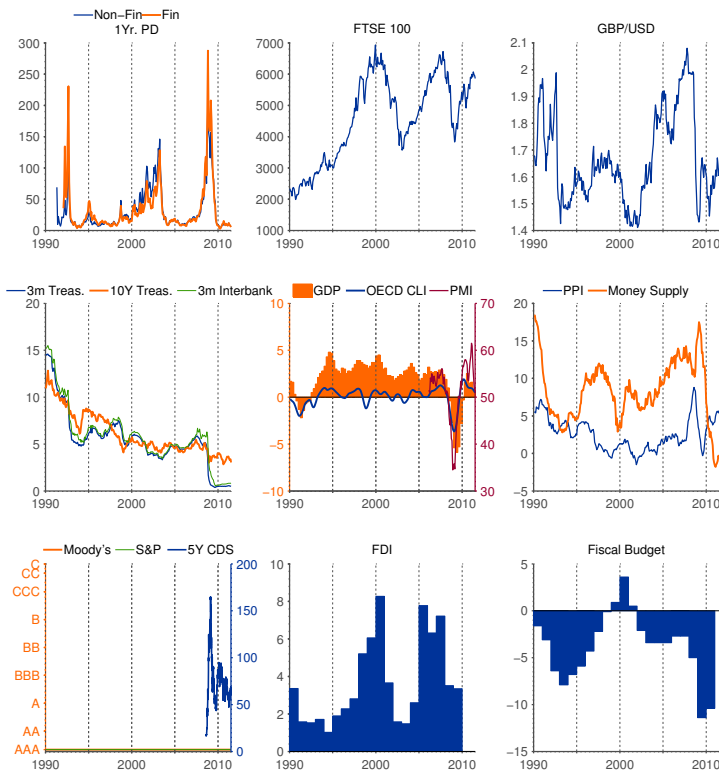 Non−Fin Fin
1Yr. PD
FTSE 100
GBP/USD
300
250
200
150
100
50
0
1990 2000 2010
7000
6000
5000
4000
3000
2000
1000
1990 2000 2010
2.1
2
1.9
1.8
1.7
1.6
1.5
1.4
1990 2000 2010
3m Treas. 10Y Treas. 3m Interbank
20
15
10
5
0
1990 2000 2010
GDP OECD CLI PMI
10
5
0
−5
−10
70
60
50
40
30
1990 2000 2010
PPI Money Supply
20
15
10
5
0
−5
1990 2000 2010
Moody's S&P 5Y CDS
C
CC
CCC
B
BB
BBB
A
AA
AAA
200
150
100
50
0
1990 2000 2010
FDI
10
8
6
4
2
0
1990 2000 2010
Fiscal Budget
5
0
−5
−10
−15
1990 2000 2010